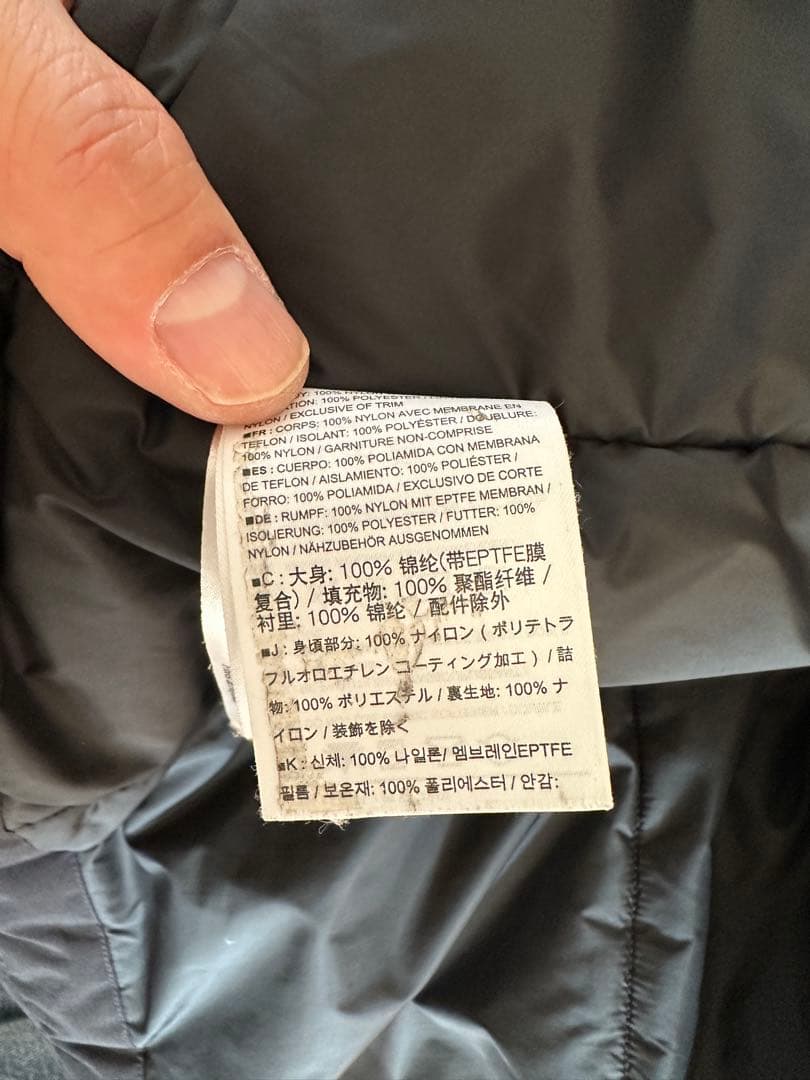 100% NYLON
ATION: 100% POLYESTER /
NYLON / EXCLUSIVE OF TRIM
■FR : CORPS: 100% NYLON AVEC MEMBRANE EN
TEFLON / ISOLANT: 100% POLYÉSTER / DOUBLURE:
100% NYLON / GARNITURE NON-COMPRISE
■ES : CUERPO: 100% POLIAMIDA CON MEMBRANA
DE TEFLON / AISLAMIENTO: 100% POLIÉSTER /
FORRO: 100% POLIAMIDA / EXCLUSIVO DE CORTE
■DE : RUMPF: 100% NYLON MIT EPTFE MEMBRAN /
ISOLIERUNG: 100% POLYESTER / FUTTER: 100%
NYLON / NÄHZUBEHÖR AUSGENOMMEN
■C : 大身: 100% 锦纶(带EPTFE膜
复合) / 填充物: 100% 聚酯纤维 /
衬里: 100% 锦纶 / 配件除外
■J : 身頃部分: 100% ナイロン ( ポリテトラ
フルオロエチレン コーティング加工 ) / 詰
物: 100% ポリエステル / 裏生地: 100% ナ
イロン / 装飾を除く
■K : 신체: 100% 나일론/ 멤브레인EPTFE
필름 / 보온재: 100% 폴리에스터 / 안감: